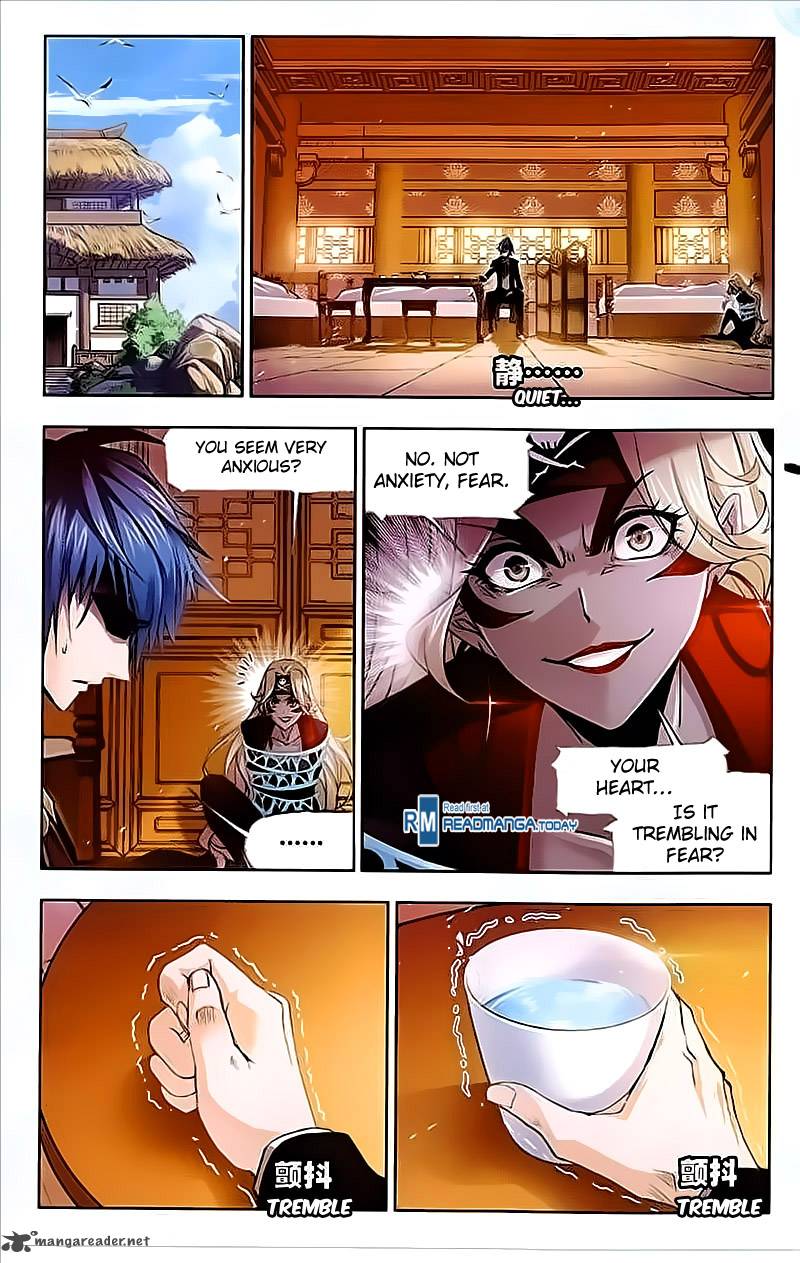 静……
QUIET...
YOU SEEM VERY
ANXIOUS?
......
NO. NOT
ANXIETY, FEAR.
YOUR
HEART...
IS IT
TREMBLING IN
FEAR?
RM
Read first at
READMANGA.TODAY
颤抖
TREMBLE
颤抖
TREMBLE
mangareader.net